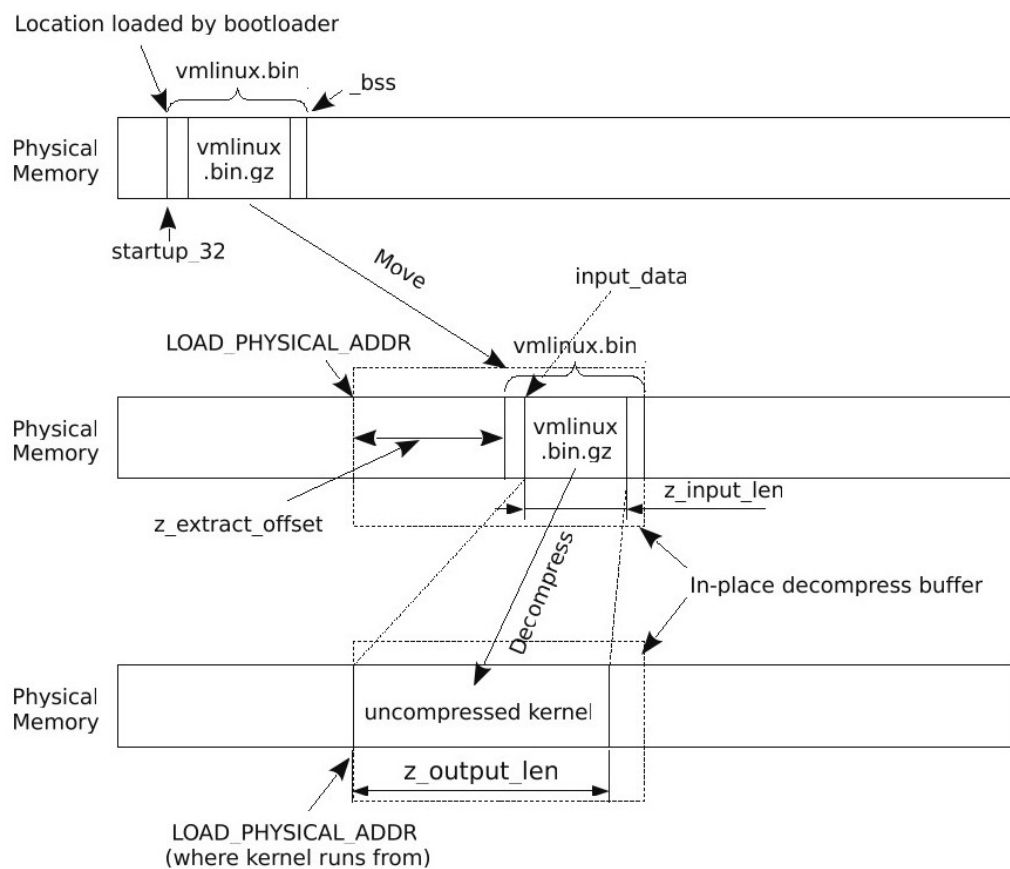 Location loaded by bootloader
vmlinux.bin
_bss
Physical
Memory
vmlinux
.bin.gz
startup_32
Move
input_data
LOAD_PHYSICAL_ADDR
vmlinux.bin
Physical
Memory
vmlinux
.bin.gz
z_input_len
z_extract_offset
Decompress
In-place decompress buffer
Physical
Memory
uncompressed kernel
z_output_len
LOAD_PHYSICAL_ADDR
(where kernel runs from)